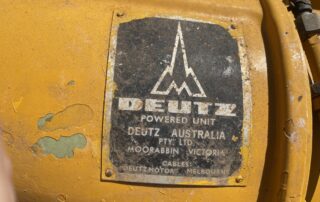 DEUTZ
POWERED UNIT
DEUTZ AUSTRALIA
PTY. LTD.
MOORABBIN VICTORIA
CABLES:
DEUTZMOTOR MELBOURNE